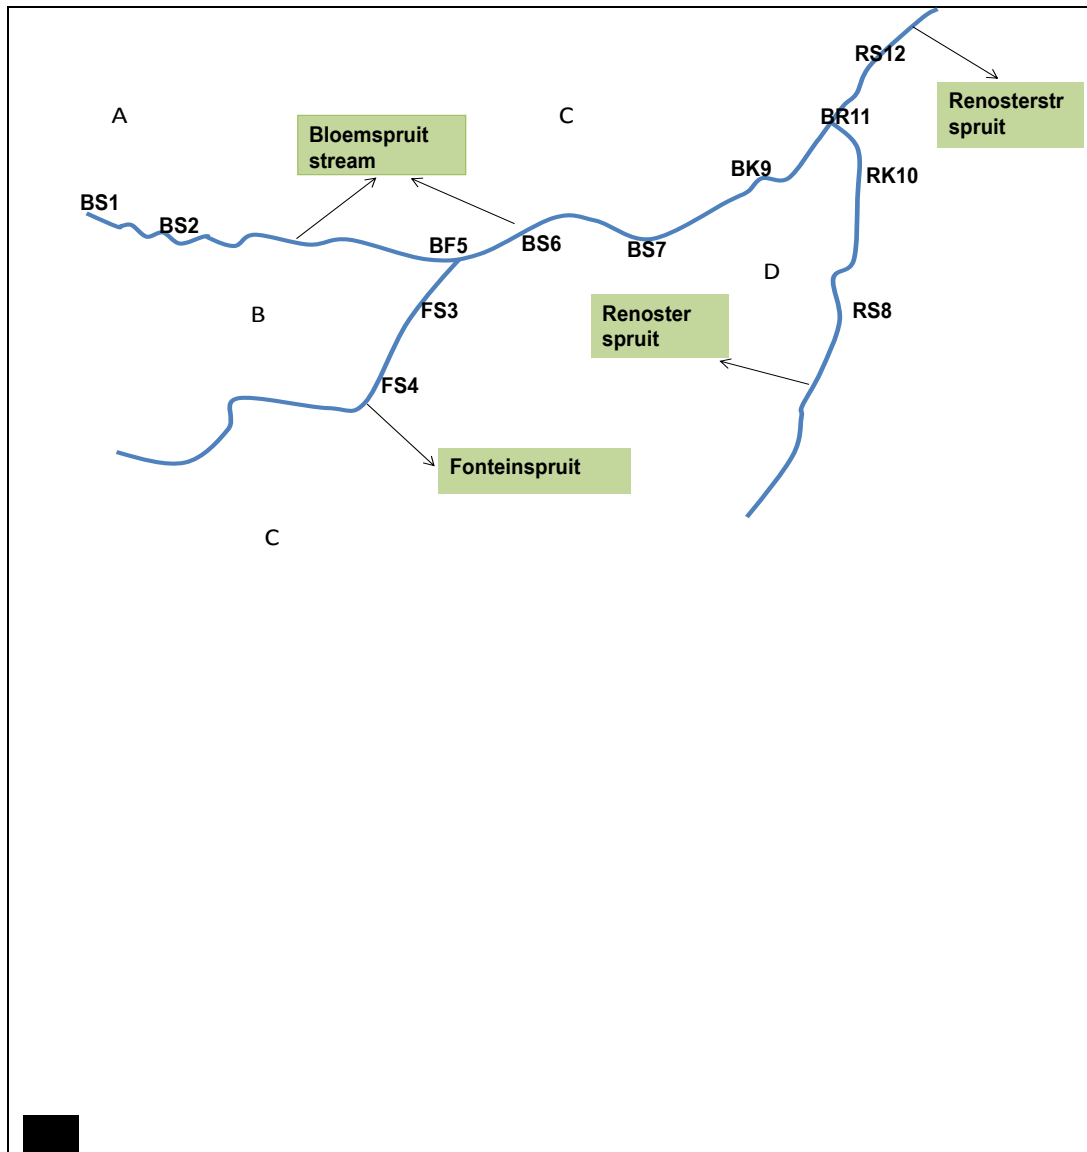 RS12
Renosterstr
spruit
A
C
BR11
Bloemspruit
stream
BK9
RK10
BS1
BS2
BF5
BS6
BS7
D
B
FS3
Renoster
spruit
RS8
FS4
Fonteinspruit
C